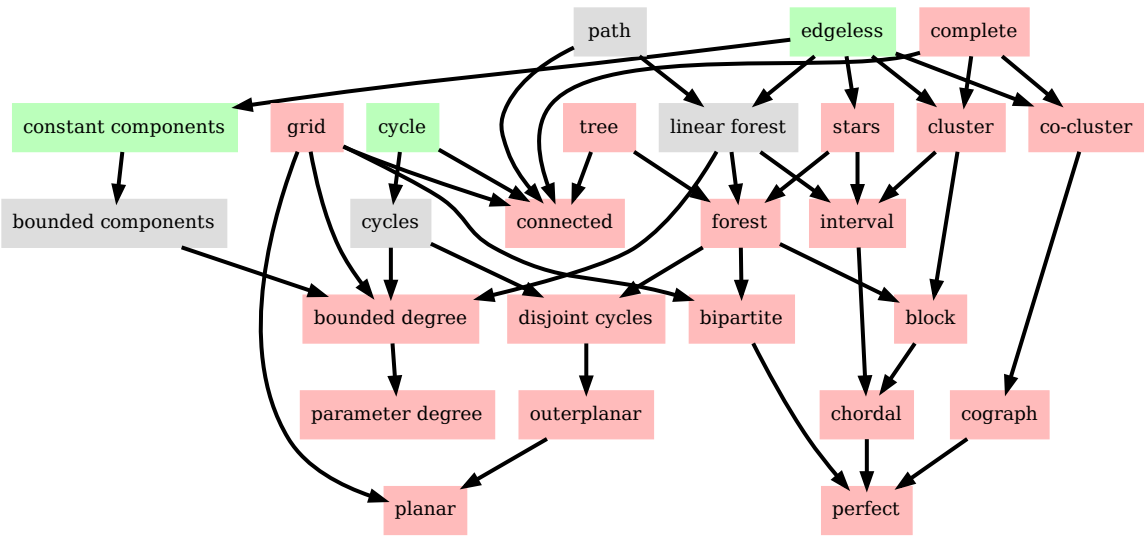 path
edgeless
complete
constant components
grid
cycle
tree
linear forest
stars
cluster
co-cluster
bounded components
cycles
connected
forest
interval
bounded degree
disjoint cycles
bipartite
block
parameter degree
outerplanar
chordal
cograph
planar
perfect